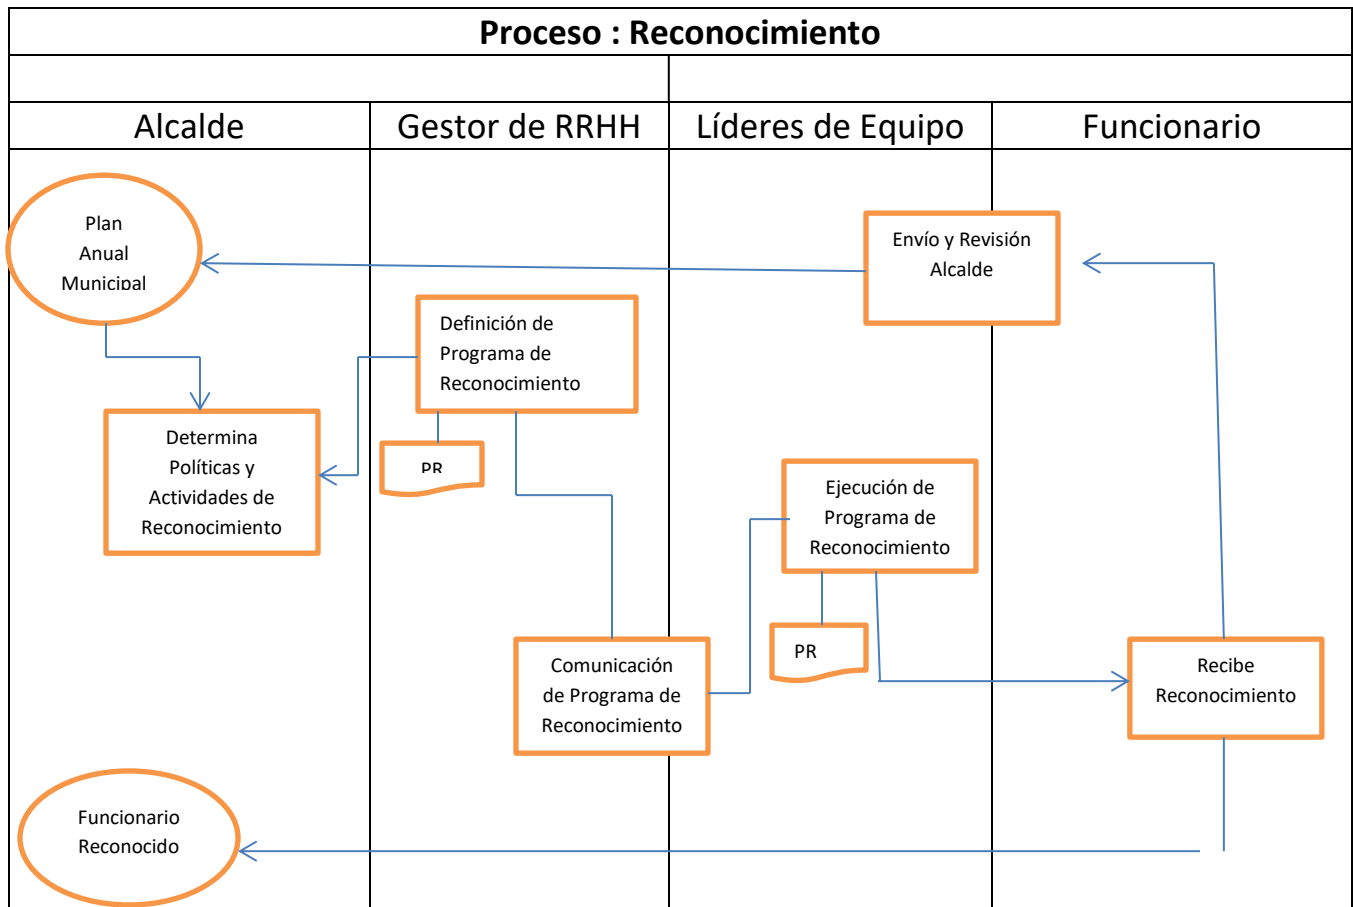 Proceso : Reconocimiento
Alcalde
Gestor de RRHH
Líderes de Equipo
Funcionario
Plan
Anual
Municipal
Envío y Revisión
Alcalde
Definición de
Programa de
Reconocimiento
Determina
Políticas y
Actividades de
Reconocimiento
PR
Ejecución de
Programa de
Reconocimiento
PR
Comunicación
de Programa de
Reconocimiento
Recibe
Reconocimiento
Funcionario
Reconocido